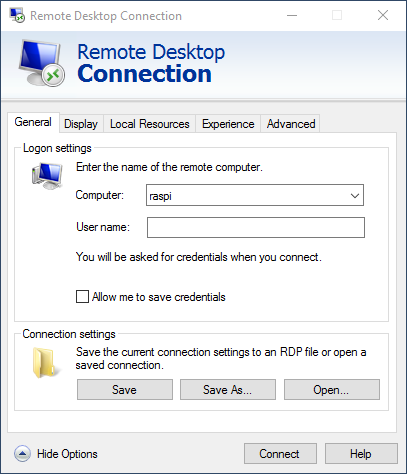 Remote Desktop Connection
Remote Desktop
Connection
General Display Local Resources Experience Advanced
Logon settings
Enter the name of the remote computer.
Computer: raspi
User name:
You will be asked for credentials when you connect.
Allow me to save credentials
Connection settings
Save the current connection settings to an RDP file or open a
saved connection.
Save Save As... Open...
Hide Options Connect Help